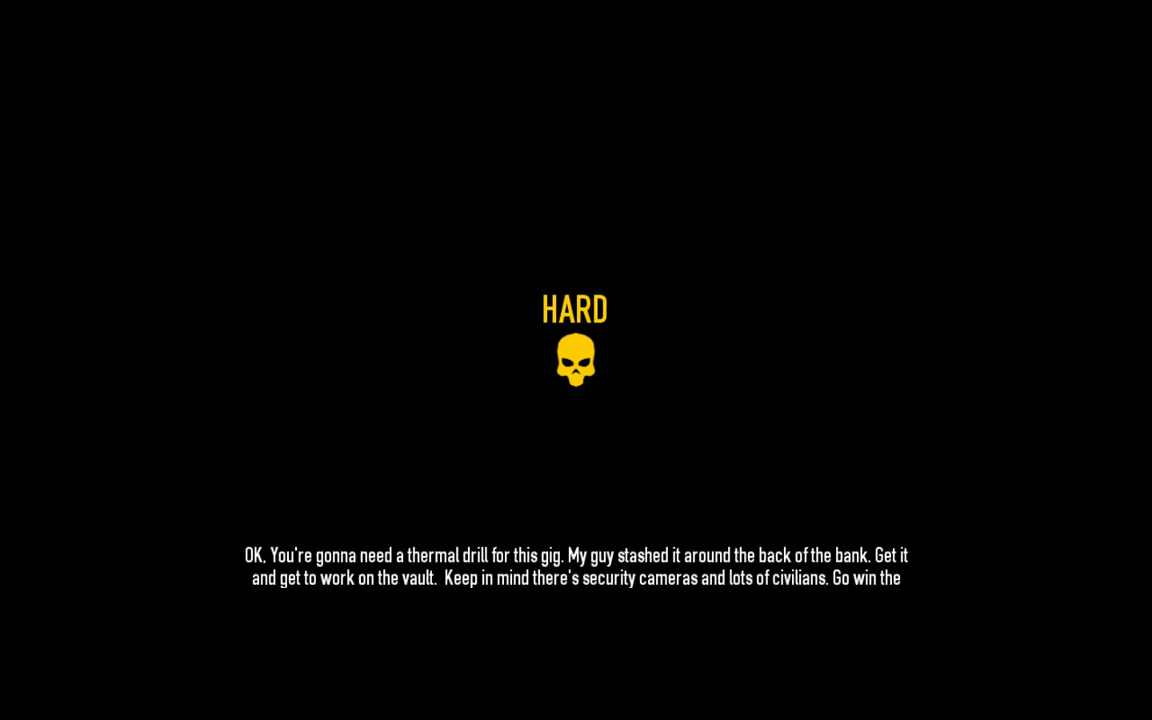 HARD
OK, You're gonna need a thermal drill for this gig. My guy stashed it around the back of the bank. Get it
and get to work on the vault.  Keep in mind there's security cameras and lots of civilians. Go win the